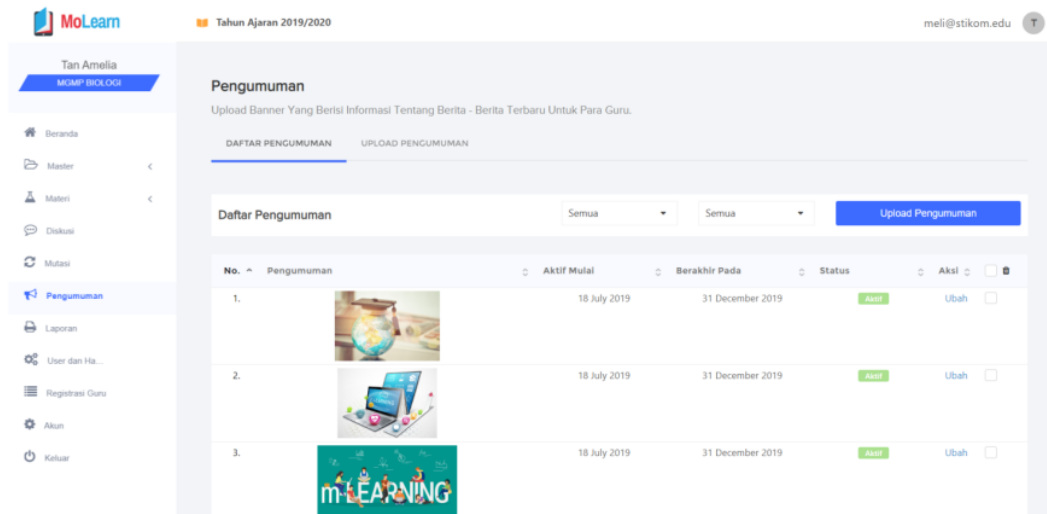 MoLearn
Tahun Ajaran 2019/2020
meli@stikom.edu
T
Tan Amelia
MGMP BIOLOGI
Beranda
Master
Materi
Diskusi
Mutasi
Pengumuman
Laporan
User dan Ha...
Registrasi Guru
Akun
Keluar
Pengumuman
Upload Banner Yang Berisi Informasi Tentang Berita - Berita Terbaru Untuk Para Guru.
DAFTAR PENGUMUMAN UPLOAD PENGUMUMAN
Daftar Pengumuman Semua Semua Upload Pengumuman
No. Pengumuman Aktif Mulai Berakhir Pada Status Aksi
1. 18 July 2019 31 December 2019 Aktif Ubah
2. 18 July 2019 31 December 2019 Aktif Ubah
3. 18 July 2019 31 December 2019 Aktif Ubah
m-LEARNING